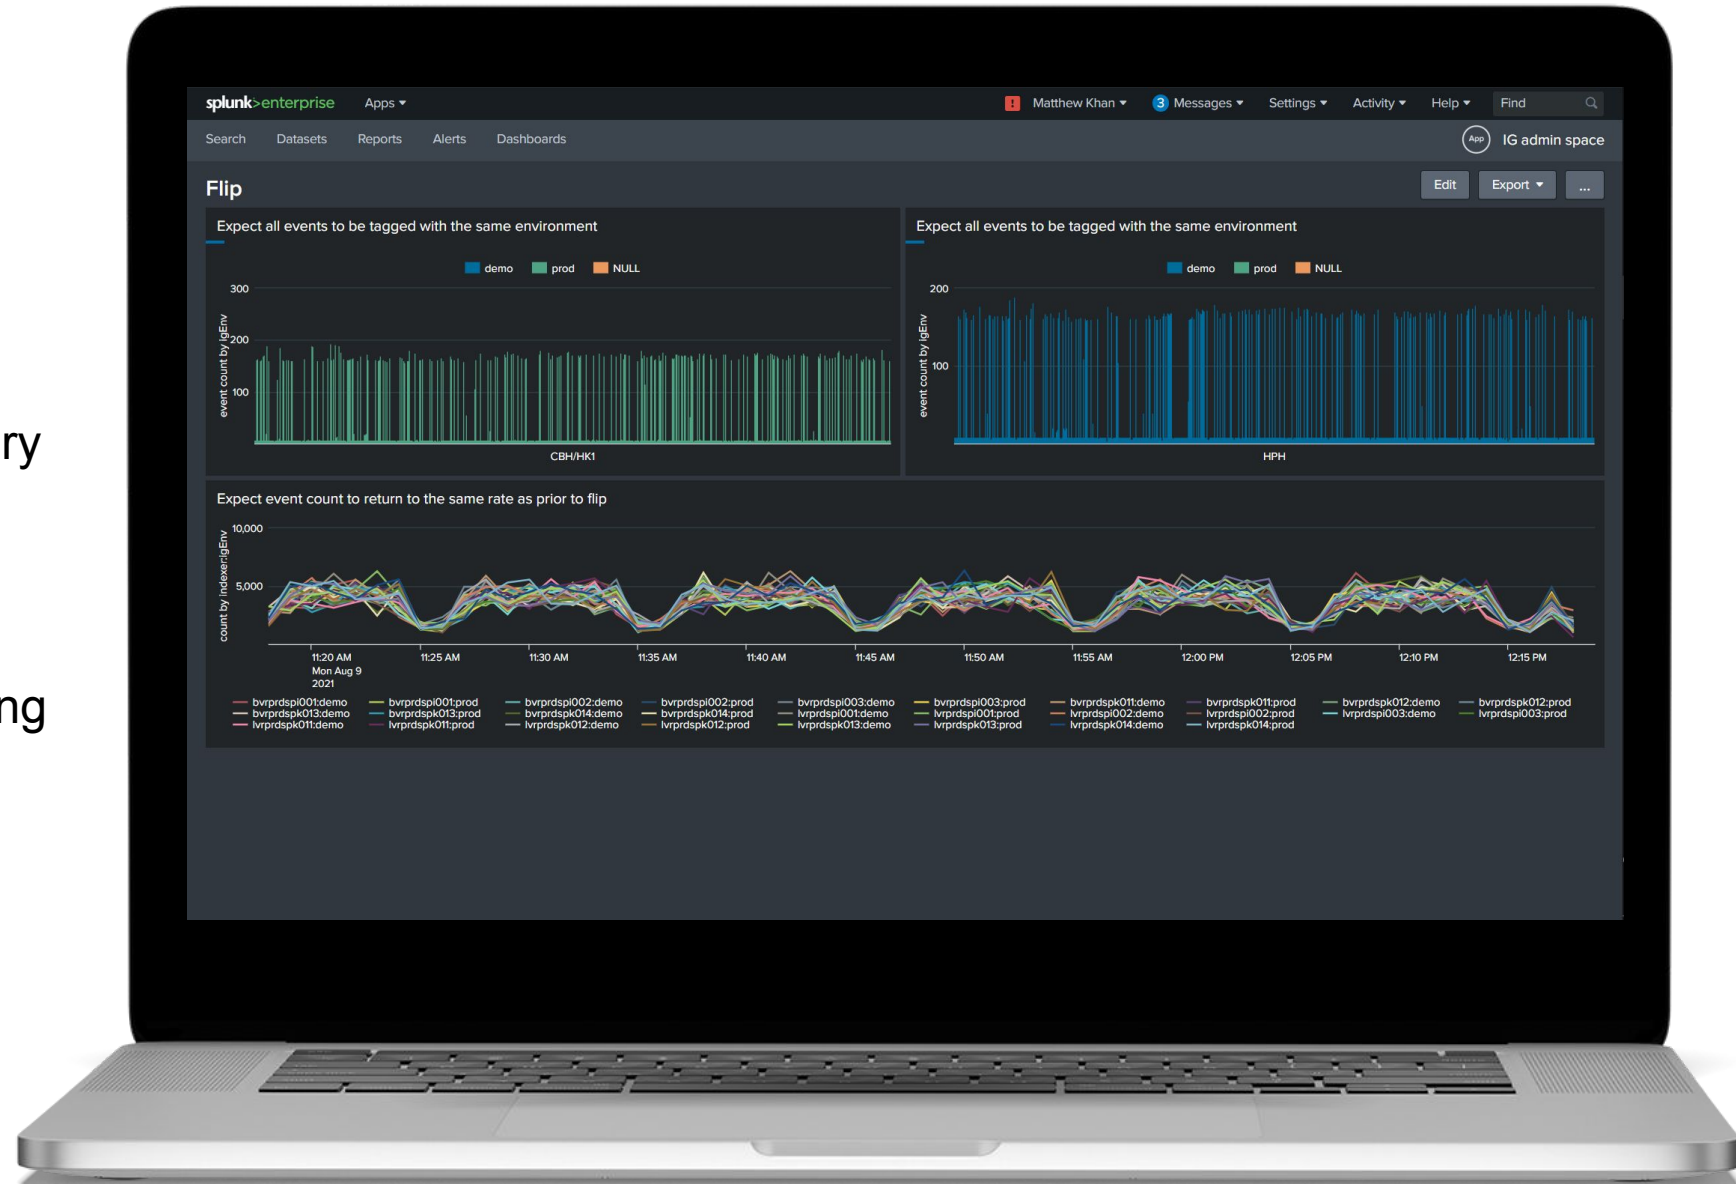 ry
ng
splunk>enterprise Apps Matthew Khan 3 Messages Settings Activity Help Find
Search Datasets Reports Alerts Dashboards App IG admin space
Flip Edit Export ...
Expect all events to be tagged with the same environment
demo prod NULL
300
200
100
event count by igEnv
CBH/HK1
Expect all events to be tagged with the same environment
demo prod NULL
200
100
event count by igEnv
HPH
Expect event count to return to the same rate as prior to flip
10,000
5,000
count by indexer:igEnv
11:20 AM 11:25 AM 11:30 AM 11:35 AM 11:40 AM 11:45 AM 11:50 AM 11:55 AM 12:00 PM 12:05 PM 12:10 PM 12:15 PM
Mon Aug 9
2021
bvrprdspi001:demo bvrprdspi001:prod bvrprdspi002:demo bvrprdspi002:prod bvrprdspi003:demo bvrprdspi003:prod bvrprdspk011:demo bvrprdspk011:prod bvrprdspk012:demo bvrprdspk012:prod
bvrprdspk013:demo bvrprdspk013:prod bvrprdspk014:demo bvrprdspk014:prod lvrprdspi001:demo lvrprdspi001:prod lvrprdspi002:demo lvrprdspi002:prod lvrprdspi003:demo lvrprdspi003:prod
lvrprdspk011:demo lvrprdspk011:prod lvrprdspk012:demo lvrprdspk012:prod lvrprdspk013:demo lvrprdspk013:prod lvrprdspk014:demo lvrprdspk014:prod